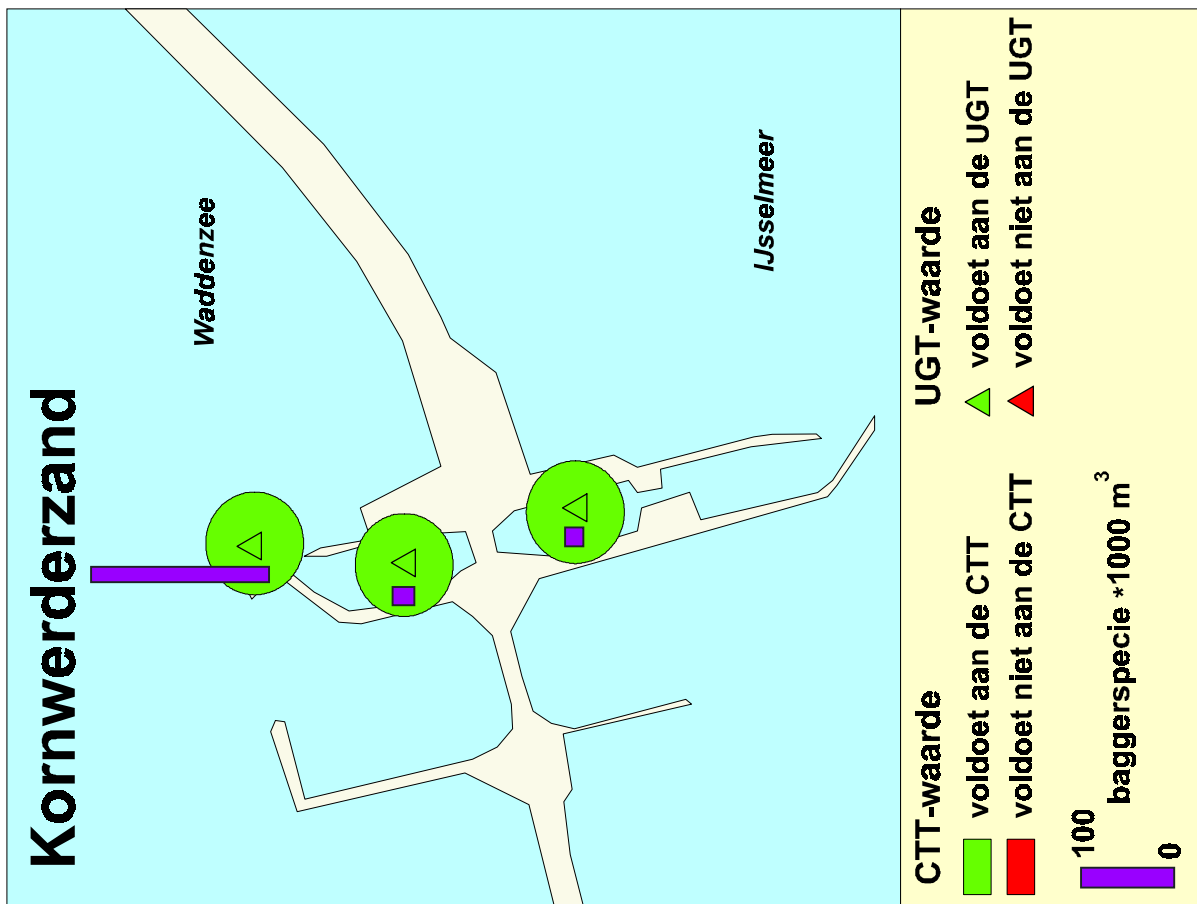 Kornwerderzand
Waddenzee
IJsselmeer
CTT-waarde
voldoet aan de CTT
voldoet niet aan de CTT
UGT-waarde
voldoet aan de UGT
voldoet niet aan de UGT
100
0
baggerspecie *1000 m³